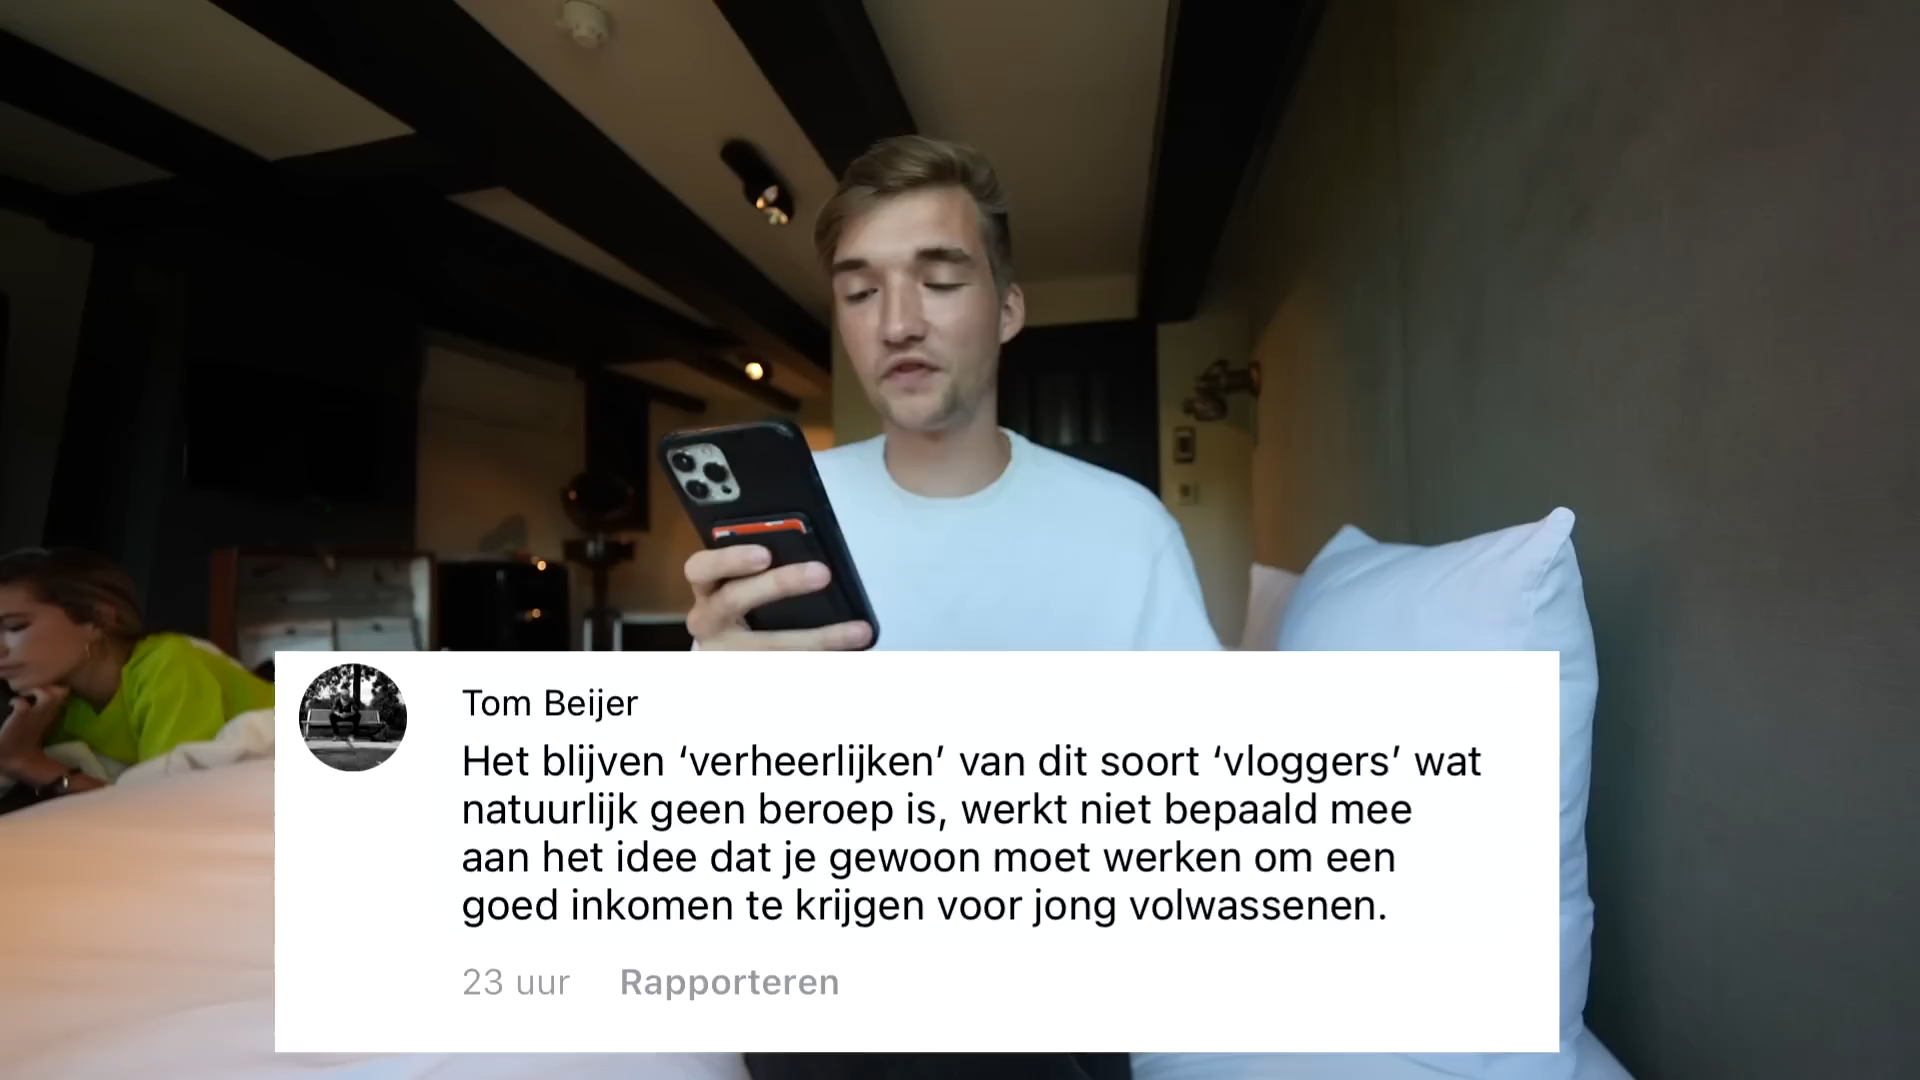 Tom Beijer
Het blijven ‘verheerlijken’ van dit soort ‘vloggers’ wat
natuurlijk geen beroep is, werkt niet bepaald mee
aan het idee dat je gewoon moet werken om een
goed inkomen te krijgen voor jong volwassenen.
23 uur Rapporteren